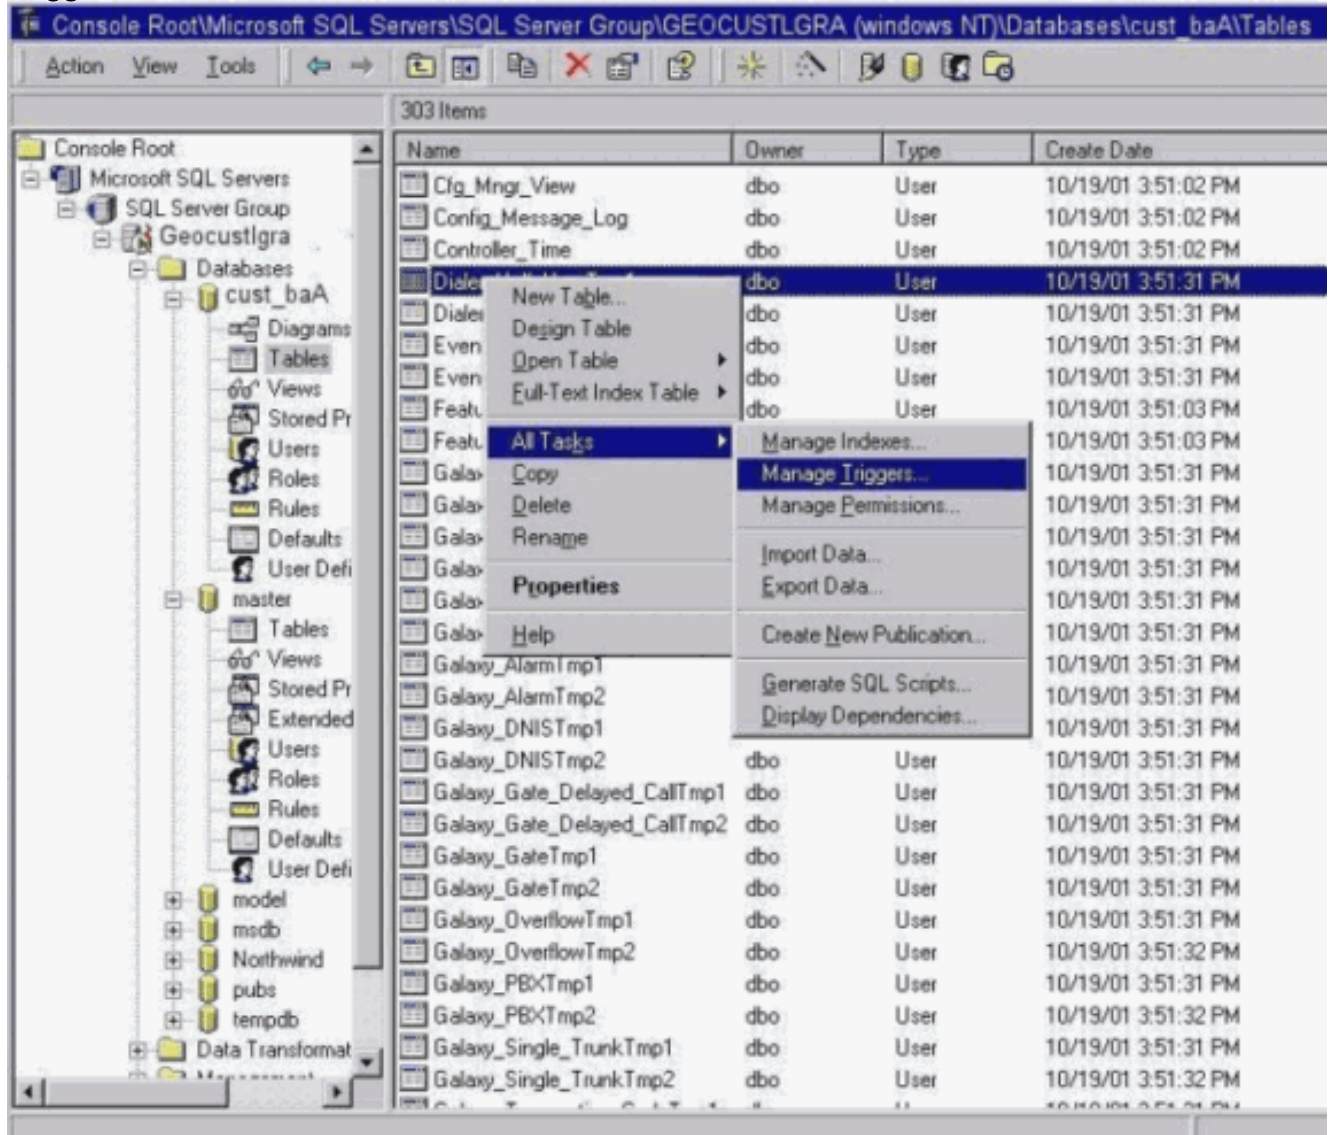 Console Root\Microsoft SQL Servers\SQL Server Group\GEOCUSTLGRA (windows NT)\Databases\cust_baA\Tables
Action View Tools
303 Items
Console Root
Microsoft SQL Servers
SQL Server Group
Geocustlgra
Databases
cust_baA
Diagrams
Tables
Views
Stored Pr
Users
Roles
Rules
Defaults
User Defi
master
Tables
Views
Stored Pr
Extended
Users
Roles
Rules
Defaults
User Defi
model
msdb
Northwind
pubs
tempdb
Data Transformat
Name Owner Type Create Date
Cfg_Mngr_View dbo User 10/19/01 3:51:02 PM
Config_Message_Log dbo User 10/19/01 3:51:02 PM
Controller_Time dbo User 10/19/01 3:51:02 PM
Dialer dbo User 10/19/01 3:51:31 PM
Dialer dbo User 10/19/01 3:51:31 PM
Even dbo User 10/19/01 3:51:31 PM
Even dbo User 10/19/01 3:51:31 PM
Featu dbo User 10/19/01 3:51:03 PM
Featu 10/19/01 3:51:03 PM
Galax 10/19/01 3:51:31 PM
Galax 10/19/01 3:51:31 PM
Galax 10/19/01 3:51:31 PM
Galax 10/19/01 3:51:31 PM
Galax 10/19/01 3:51:31 PM
Galax 10/19/01 3:51:31 PM
Galaxy_AlarmTmp1 10/19/01 3:51:31 PM
Galaxy_AlarmTmp2 10/19/01 3:51:31 PM
Galaxy_DNISTmp1 10/19/01 3:51:31 PM
Galaxy_DNISTmp2 dbo User 10/19/01 3:51:31 PM
Galaxy_Gate_Delayed_CallTmp1 dbo User 10/19/01 3:51:31 PM
Galaxy_Gate_Delayed_CallTmp2 dbo User 10/19/01 3:51:31 PM
Galaxy_GateTmp1 dbo User 10/19/01 3:51:31 PM
Galaxy_GateTmp2 dbo User 10/19/01 3:51:31 PM
Galaxy_OverflowTmp1 dbo User 10/19/01 3:51:31 PM
Galaxy_OverflowTmp2 dbo User 10/19/01 3:51:32 PM
Galaxy_PBXTmp1 dbo User 10/19/01 3:51:31 PM
Galaxy_PBXTmp2 dbo User 10/19/01 3:51:32 PM
Galaxy_Single_TrunkTmp1 dbo User 10/19/01 3:51:31 PM
Galaxy_Single_TrunkTmp2 dbo User 10/19/01 3:51:32 PM
New Table...
Design Table
Open Table
Full-Text Index Table
All Tasks
Copy
Delete
Rename
Properties
Help
Manage Indexes...
Manage Triggers...
Manage Permissions...
Import Data...
Export Data...
Create New Publication...
Generate SQL Scripts...
Display Dependencies...